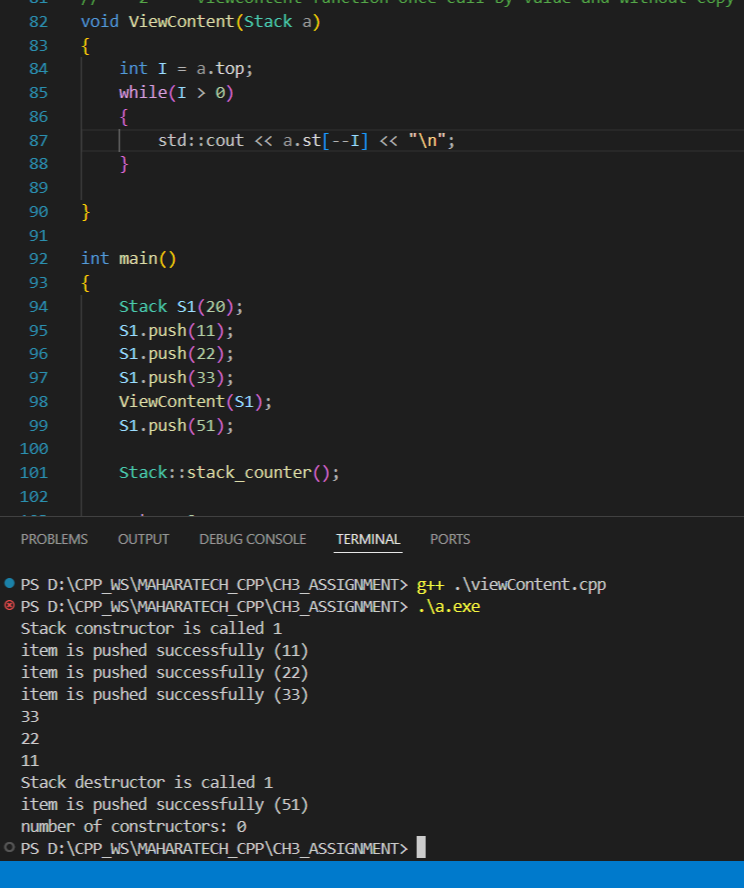 81 // 2 viewcontent function once call by value and without copy
82 void ViewContent(Stack a)
83 {
84 int I = a.top;
85 while(I > 0)
86 {
87 std::cout << a.st[--I] << "\n";
88 }
89
90 }
91
92 int main()
93 {
94 Stack S1(20);
95 S1.push(11);
96 S1.push(22);
97 S1.push(33);
98 ViewContent(S1);
99 S1.push(51);
100
101 Stack::stack_counter();
102
PROBLEMS OUTPUT DEBUG CONSOLE TERMINAL PORTS
PS D:\CPP_WS\MAHARATECH_CPP\CH3_ASSIGNMENT> g++ .\viewContent.cpp
PS D:\CPP_WS\MAHARATECH_CPP\CH3_ASSIGNMENT> .\a.exe
Stack constructor is called 1
item is pushed successfully (11)
item is pushed successfully (22)
item is pushed successfully (33)
33
22
11
Stack destructor is called 1
item is pushed successfully (51)
number of constructors: 0
PS D:\CPP_WS\MAHARATECH_CPP\CH3_ASSIGNMENT>